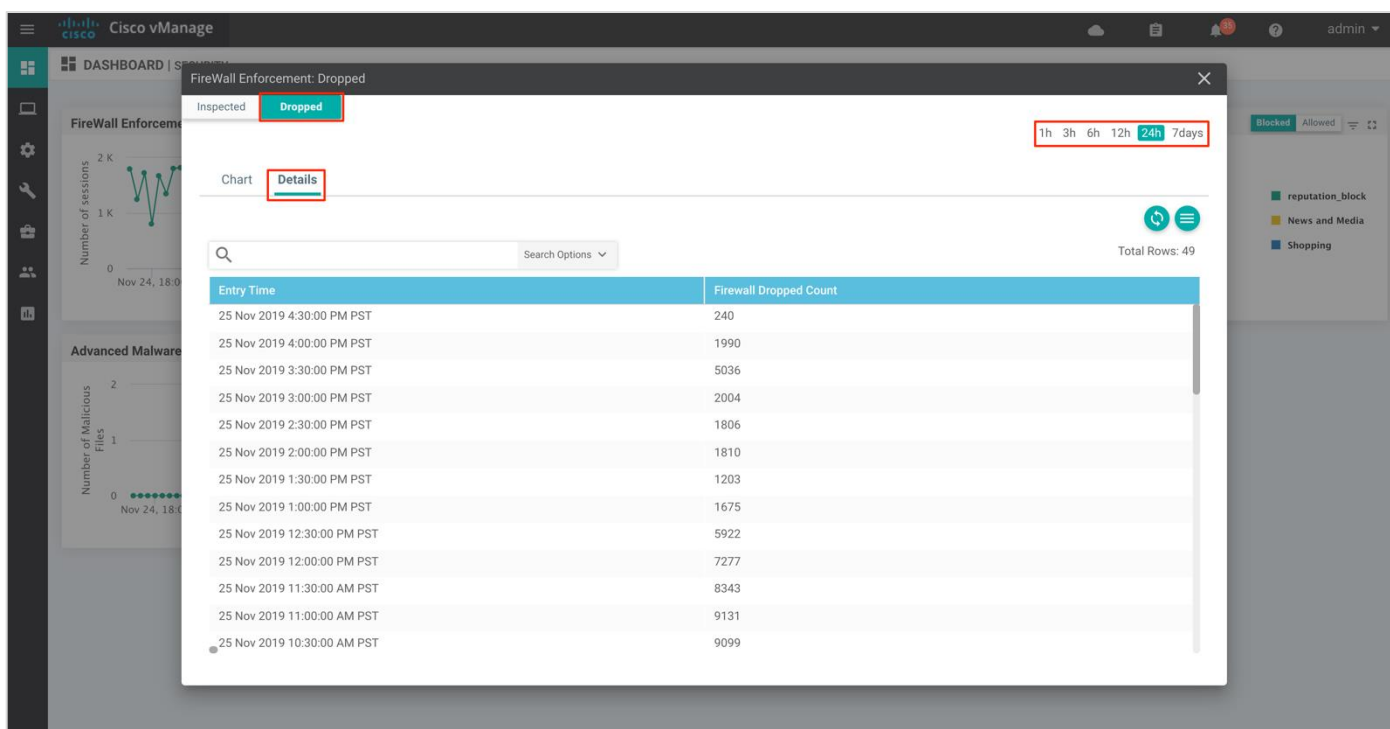 cisco Cisco vManage 35 admin
DASHBOARD |
FireWall Enforcement: Dropped
Inspected Dropped
1h 3h 6h 12h 24h 7days
Chart Details
Search Options
Total Rows: 49
Entry Time Firewall Dropped Count
25 Nov 2019 4:30:00 PM PST 240
25 Nov 2019 4:00:00 PM PST 1990
25 Nov 2019 3:30:00 PM PST 5036
25 Nov 2019 3:00:00 PM PST 2004
25 Nov 2019 2:30:00 PM PST 1806
25 Nov 2019 2:00:00 PM PST 1810
25 Nov 2019 1:30:00 PM PST 1203
25 Nov 2019 1:00:00 PM PST 1675
25 Nov 2019 12:30:00 PM PST 5922
25 Nov 2019 12:00:00 PM PST 7277
25 Nov 2019 11:30:00 AM PST 8343
25 Nov 2019 11:00:00 AM PST 9131
25 Nov 2019 10:30:00 AM PST 9099
FireWall Enforceme
Number of sessions
2 K
1 K
0
Nov 24, 18:0
Blocked Allowed
reputation_block
News and Media
Shopping
Advanced Malware
Number of Malicious
Files
2
1
0
Nov 24, 18:0